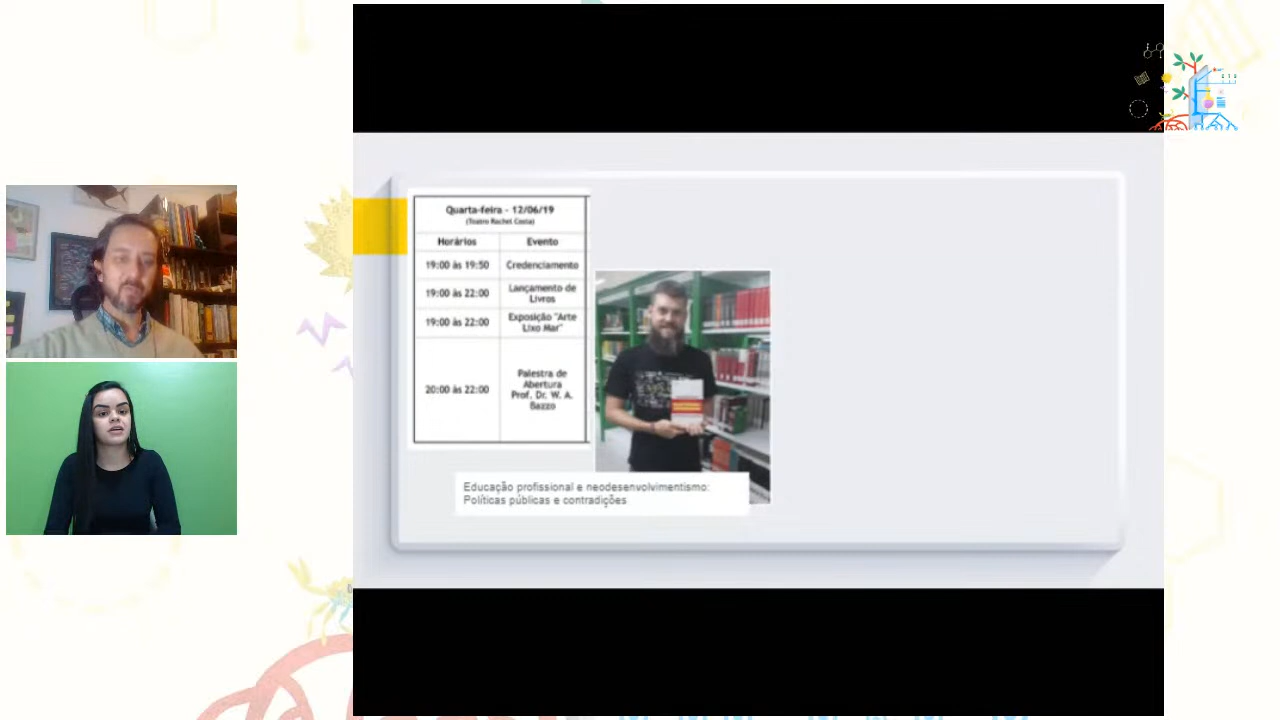 Quarta-feira - 12/06/19
(Teatro Rachel Costa)
Horários Evento
19:00 às 19:50 Credenciamento
19:00 às 22:00 Lançamento de
Livros
19:00 às 22:00 Exposição "Arte
Lixo Mar"
20:00 às 22:00 Palestra de
Abertura
Prof. Dr. W. A.
Bazzo
Educação profissional e neodesenvolvimentismo:
Políticas públicas e contradições